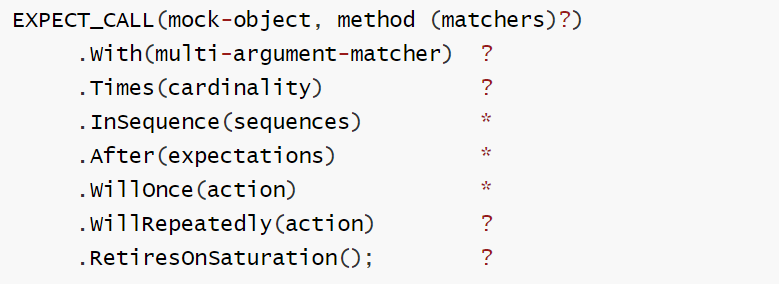 EXPECT_CALL(mock-object, method (matchers)?)
.With(multi-argument-matcher) ?
.Times(cardinality) ?
.InSequence(sequences) *
.After(expectations) *
.WillOnce(action) *
.WillRepeatedly(action) ?
.RetiresOnSaturation(); ?